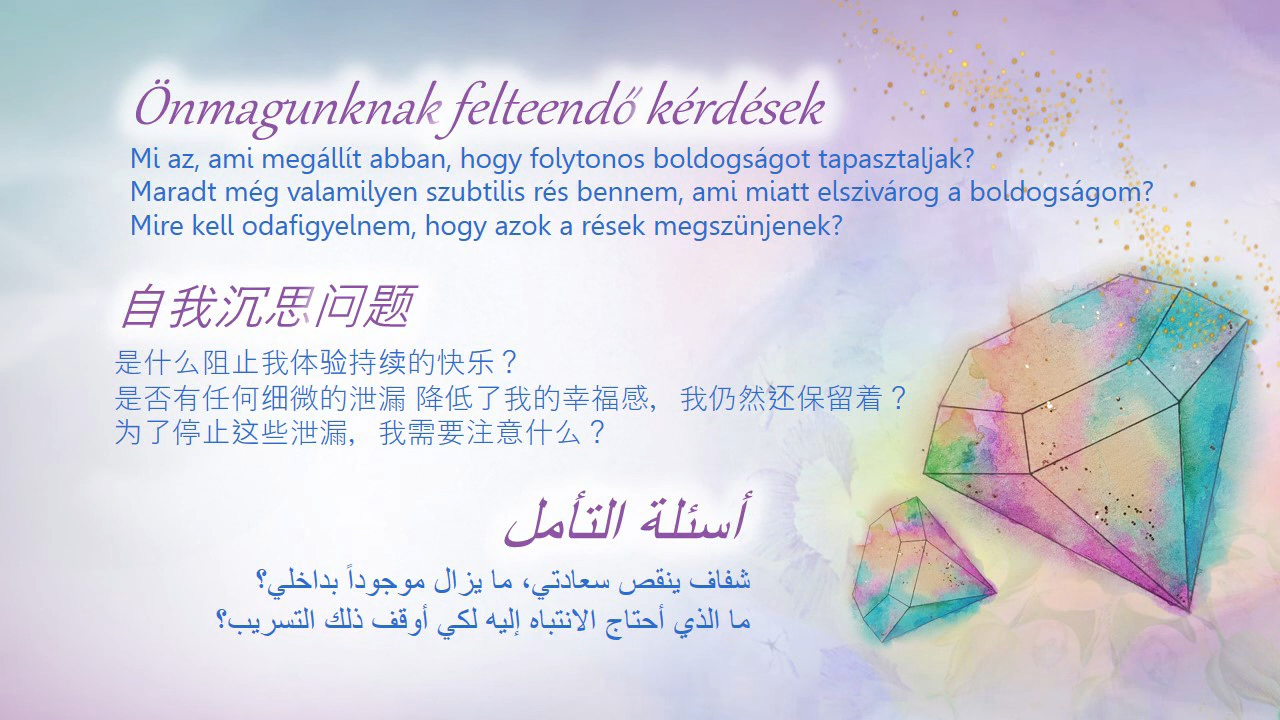 Önmagunknak felteendő kérdések
Mi az, ami megállít abban, hogy folytonos boldogságot tapasztaljak?
Maradt még valamilyen szubtilis rés bennem, ami miatt elszivárog a boldogságom?
Mire kell odafigyelnem, hogy azok a rések megszünjenek?
自我沉思问题
是什么阻止我体验持续的快乐？
是否有任何细微的泄漏 降低了我的幸福感，我仍然还保留着？
为了停止这些泄漏，我需要注意什么？
أسئلة التأمل
شفاف ينقص سعادتي، ما يزال موجوداً بداخلي؟
ما الذي أحتاج الانتباه إليه لكي أوقف ذلك التسريب؟